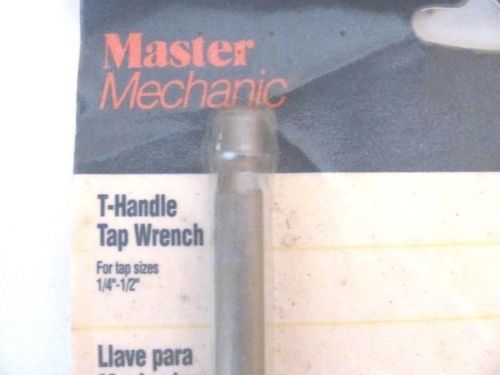 Master
Mechanic
T-Handle
Tap Wrench
For tap sizes
1/4"-1/2"
Llave para